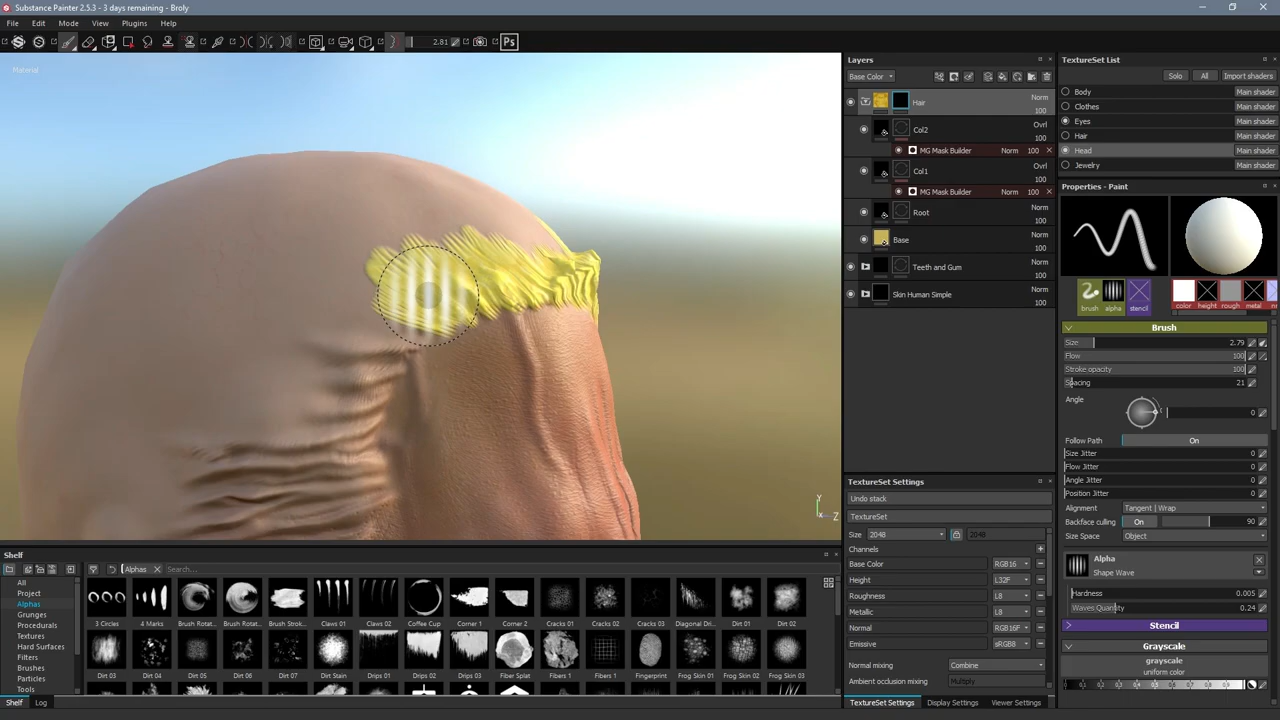 Substance Painter 2.5.3 - 3 days remaining - Broly
File Edit Mode View Plugins Help
2.81
Ps
Material
Y
X
Z
Layers
Base Color
Hair Norm 100
Col2 Ovrl 100
MG Mask Builder Norm 100
Col1 Ovrl 100
MG Mask Builder Norm 100
Root Norm 100
Base Norm 100
Teeth and Gum Norm 100
Skin Human Simple Norm 100
TextureSet Settings
Undo stack
TextureSet
Size 2048 2048
Channels
Base Color RGB16
Height L32F
Roughness L8
Metallic L8
Normal RGB16F
Emissive sRGB8
Normal mixing Combine
Ambient occlusion mixing Multiply
TextureSet Settings Display Settings Viewer Settings
TextureSet List
Solo All Import shaders
Body Main shader
Clothes Main shader
Eyes Main shader
Hair Main shader
Head Main shader
Jewelry Main shader
Properties - Paint
brush alpha stencil color height rough metal
Brush
Size 2.79
Flow 100
Stroke opacity 100
Spacing 21
Angle
0
Follow Path On
Size Jitter 0
Flow Jitter 0
Angle Jitter 0
Position Jitter 0
Alignment Tangent | Wrap
Backface culling On 90
Size Space Object
Alpha
Shape Wave
Hardness 0.005
Waves Quantity 0.24
Stencil
Grayscale
grayscale
uniform color
Shelf
Alphas Search...
All
Project
Alphas
Grunges
Procedurals
Textures
Hard Surfaces
Filters
Brushes
Particles
Tools
3 Circles 4 Marks Brush Rotat... Brush Rotat... Brush Strok... Claws 01 Claws 02 Coffee Cup Corner 1 Corner 2 Cracks 01 Cracks 02 Cracks 03 Diagonal Dri... Dirt 01 Dirt 02
Dirt 03 Dirt 04 Dirt 05 Dirt 06 Dirt 07 Dirt Stain Drips 01 Drips 02 Drips 03 Fiber Splat Fibers 1 Fibers 1 Fingerprint Frog Skin 01 Frog Skin 01 Frog Skin 01
Shelf Log